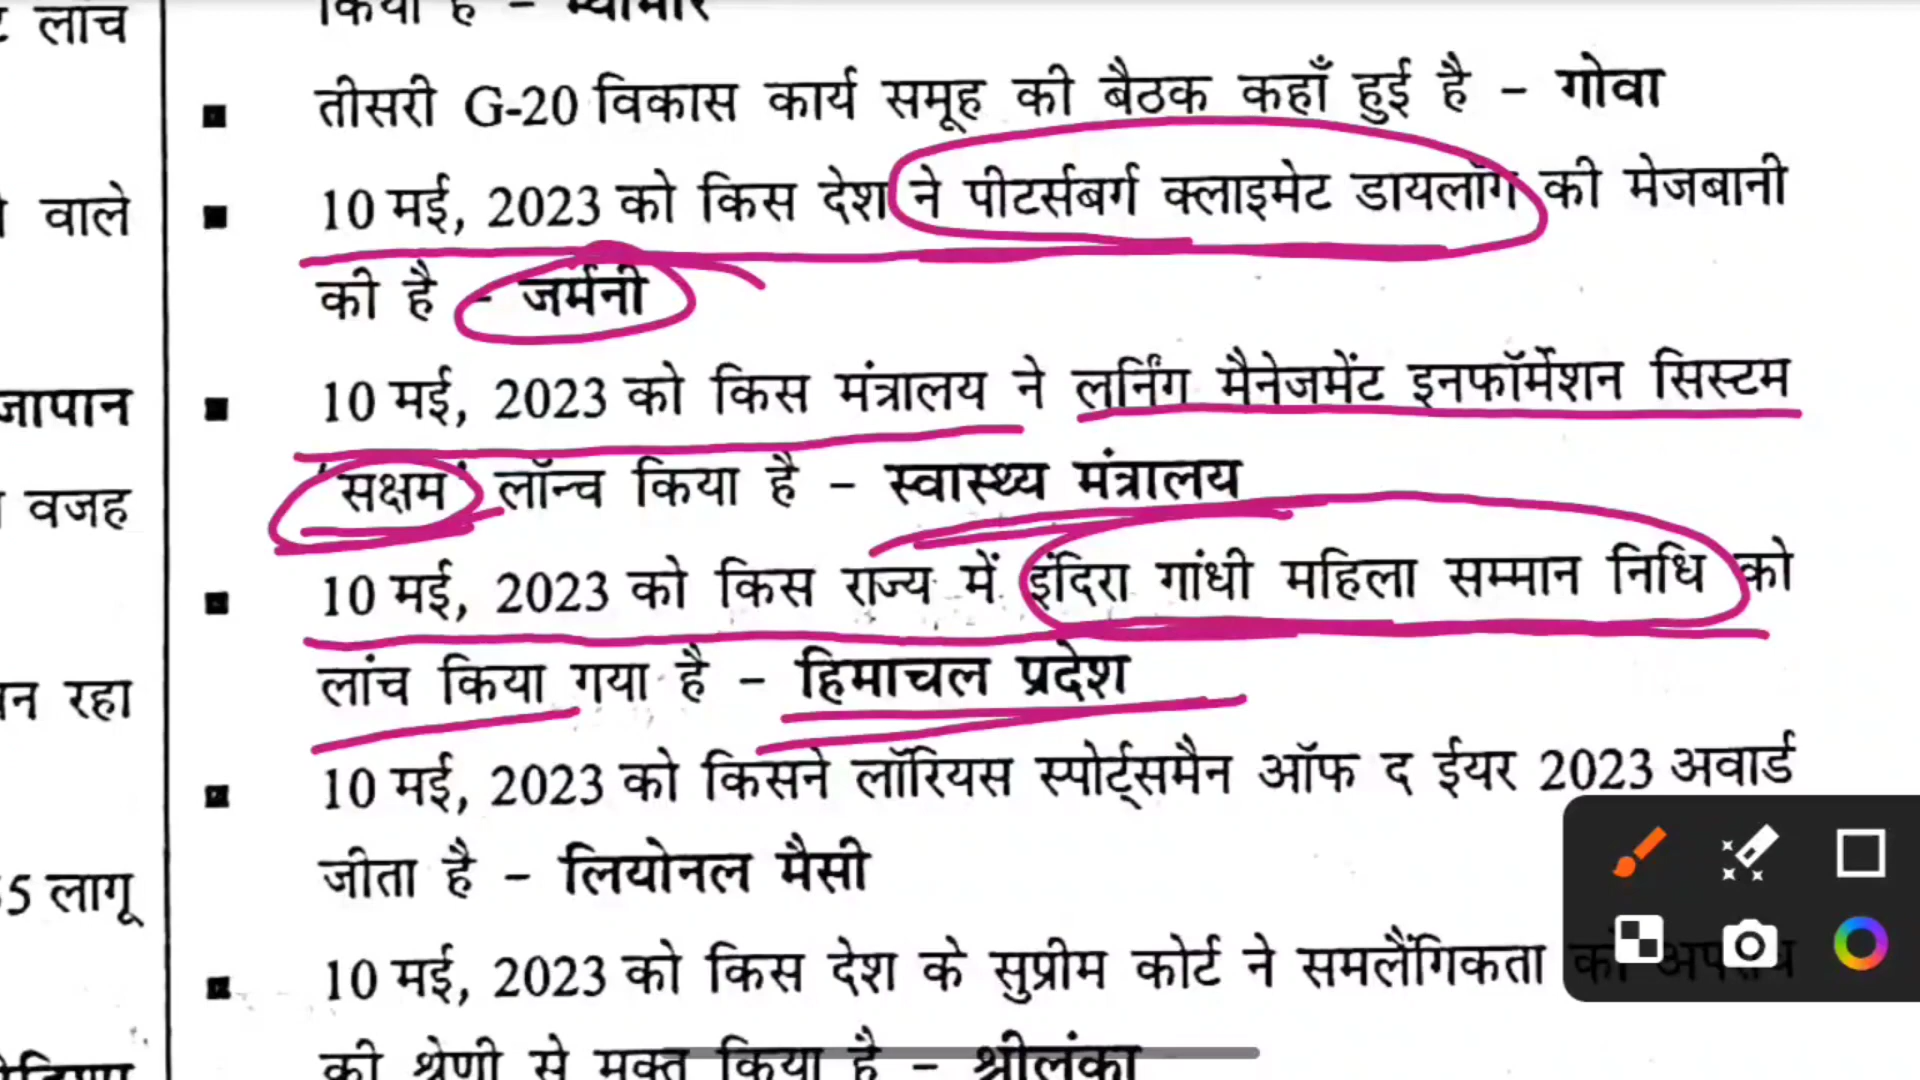 लांच
वाले
जापान
वजह
रहा
5 लागू
किया है - म्यांमार
▪ तीसरी G-20 विकास कार्य समूह की बैठक कहाँ हुई है - गोवा
▪ 10 मई, 2023 को किस देश ने पीटर्सबर्ग क्लाइमेट डायलॉग की मेजबानी
की है - जर्मनी
▪ 10 मई, 2023 को किस मंत्रालय ने लर्निंग मैनेजमेंट इनफॉर्मेशन सिस्टम
'सक्षम' लॉन्च किया है - स्वास्थ्य मंत्रालय
▪ 10 मई, 2023 को किस राज्य में इंदिरा गांधी महिला सम्मान निधि को
लांच किया गया है - हिमाचल प्रदेश
▪ 10 मई, 2023 को किसने लॉरियस स्पोर्ट्समैन ऑफ द ईयर 2023 अवार्ड
जीता है - लियोनल मैसी
▪ 10 मई, 2023 को किस देश के सुप्रीम कोर्ट ने समलैंगिकता को अपराध
की श्रेणी से मुक्त किया है - श्रीलंका